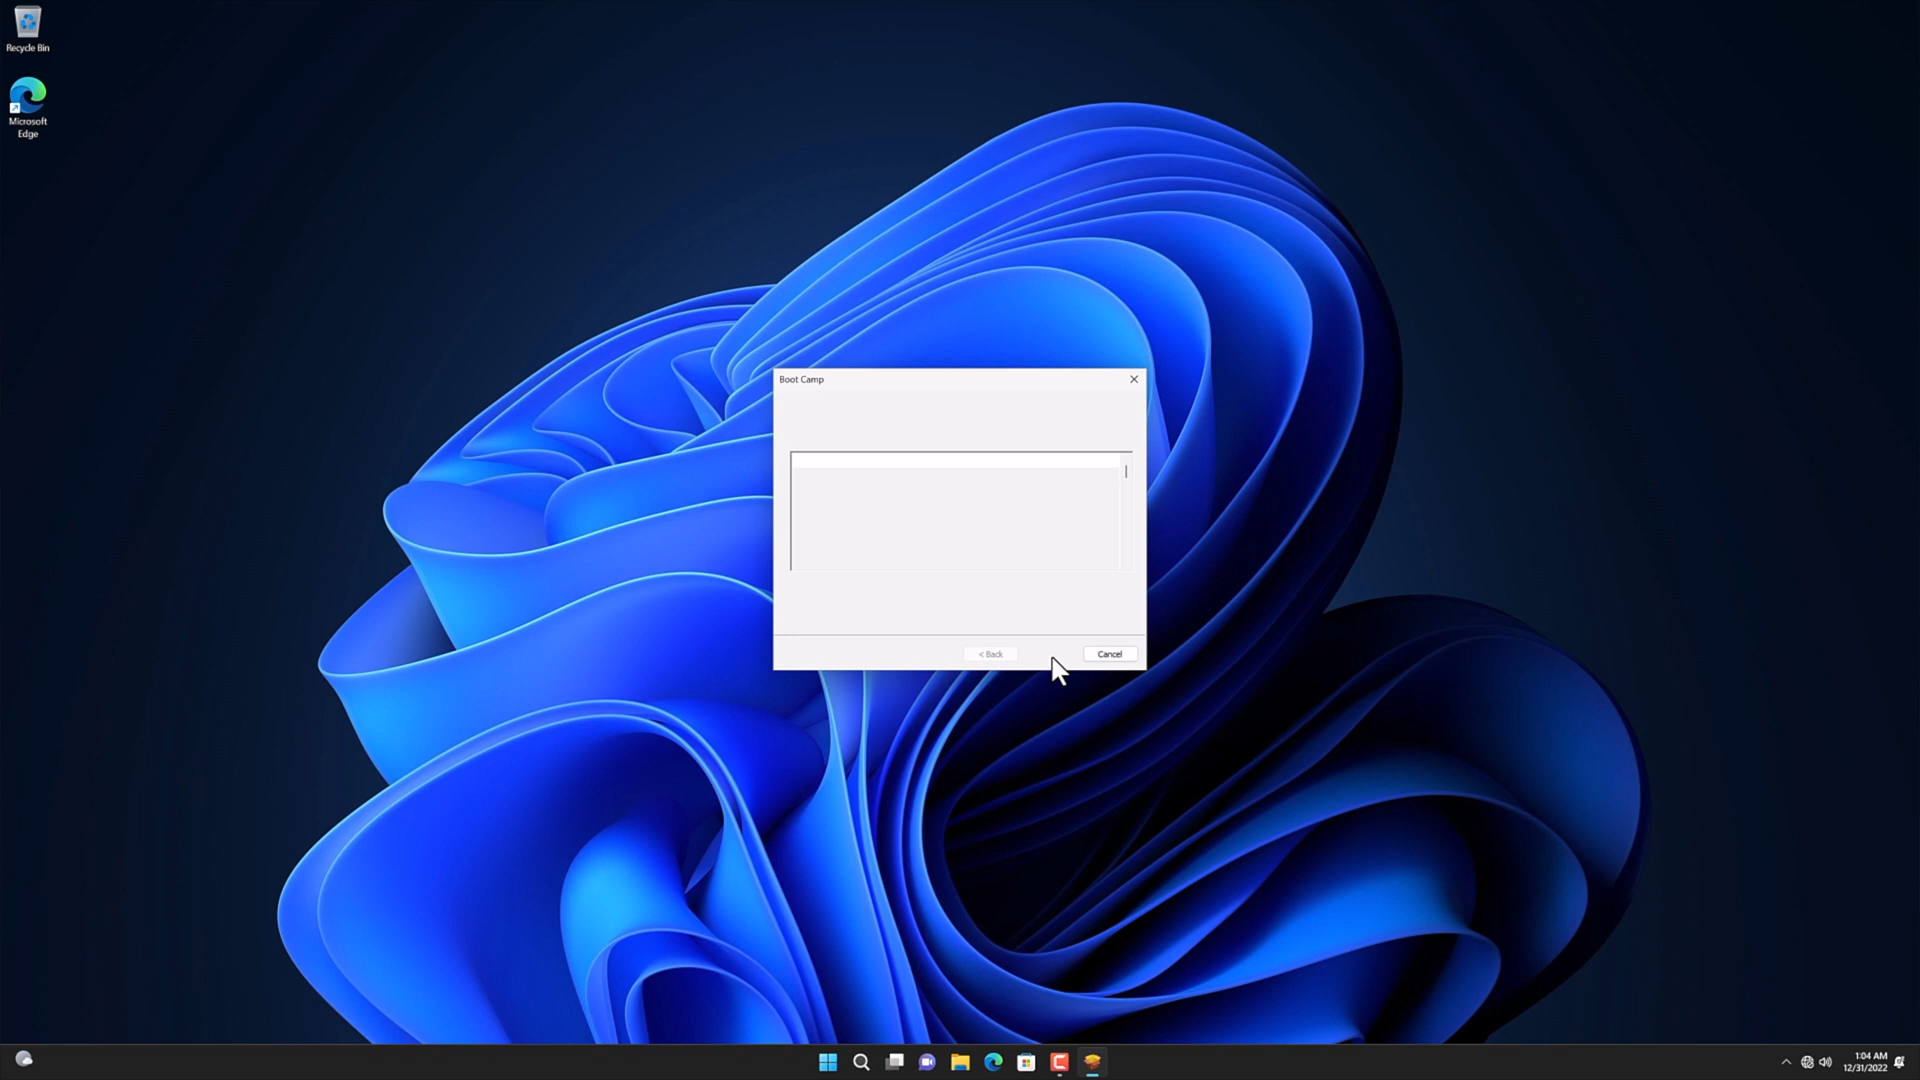 Recycle Bin
Microsoft
Edge
Boot Camp
< Back
Cancel
1:04 AM
12/31/2022